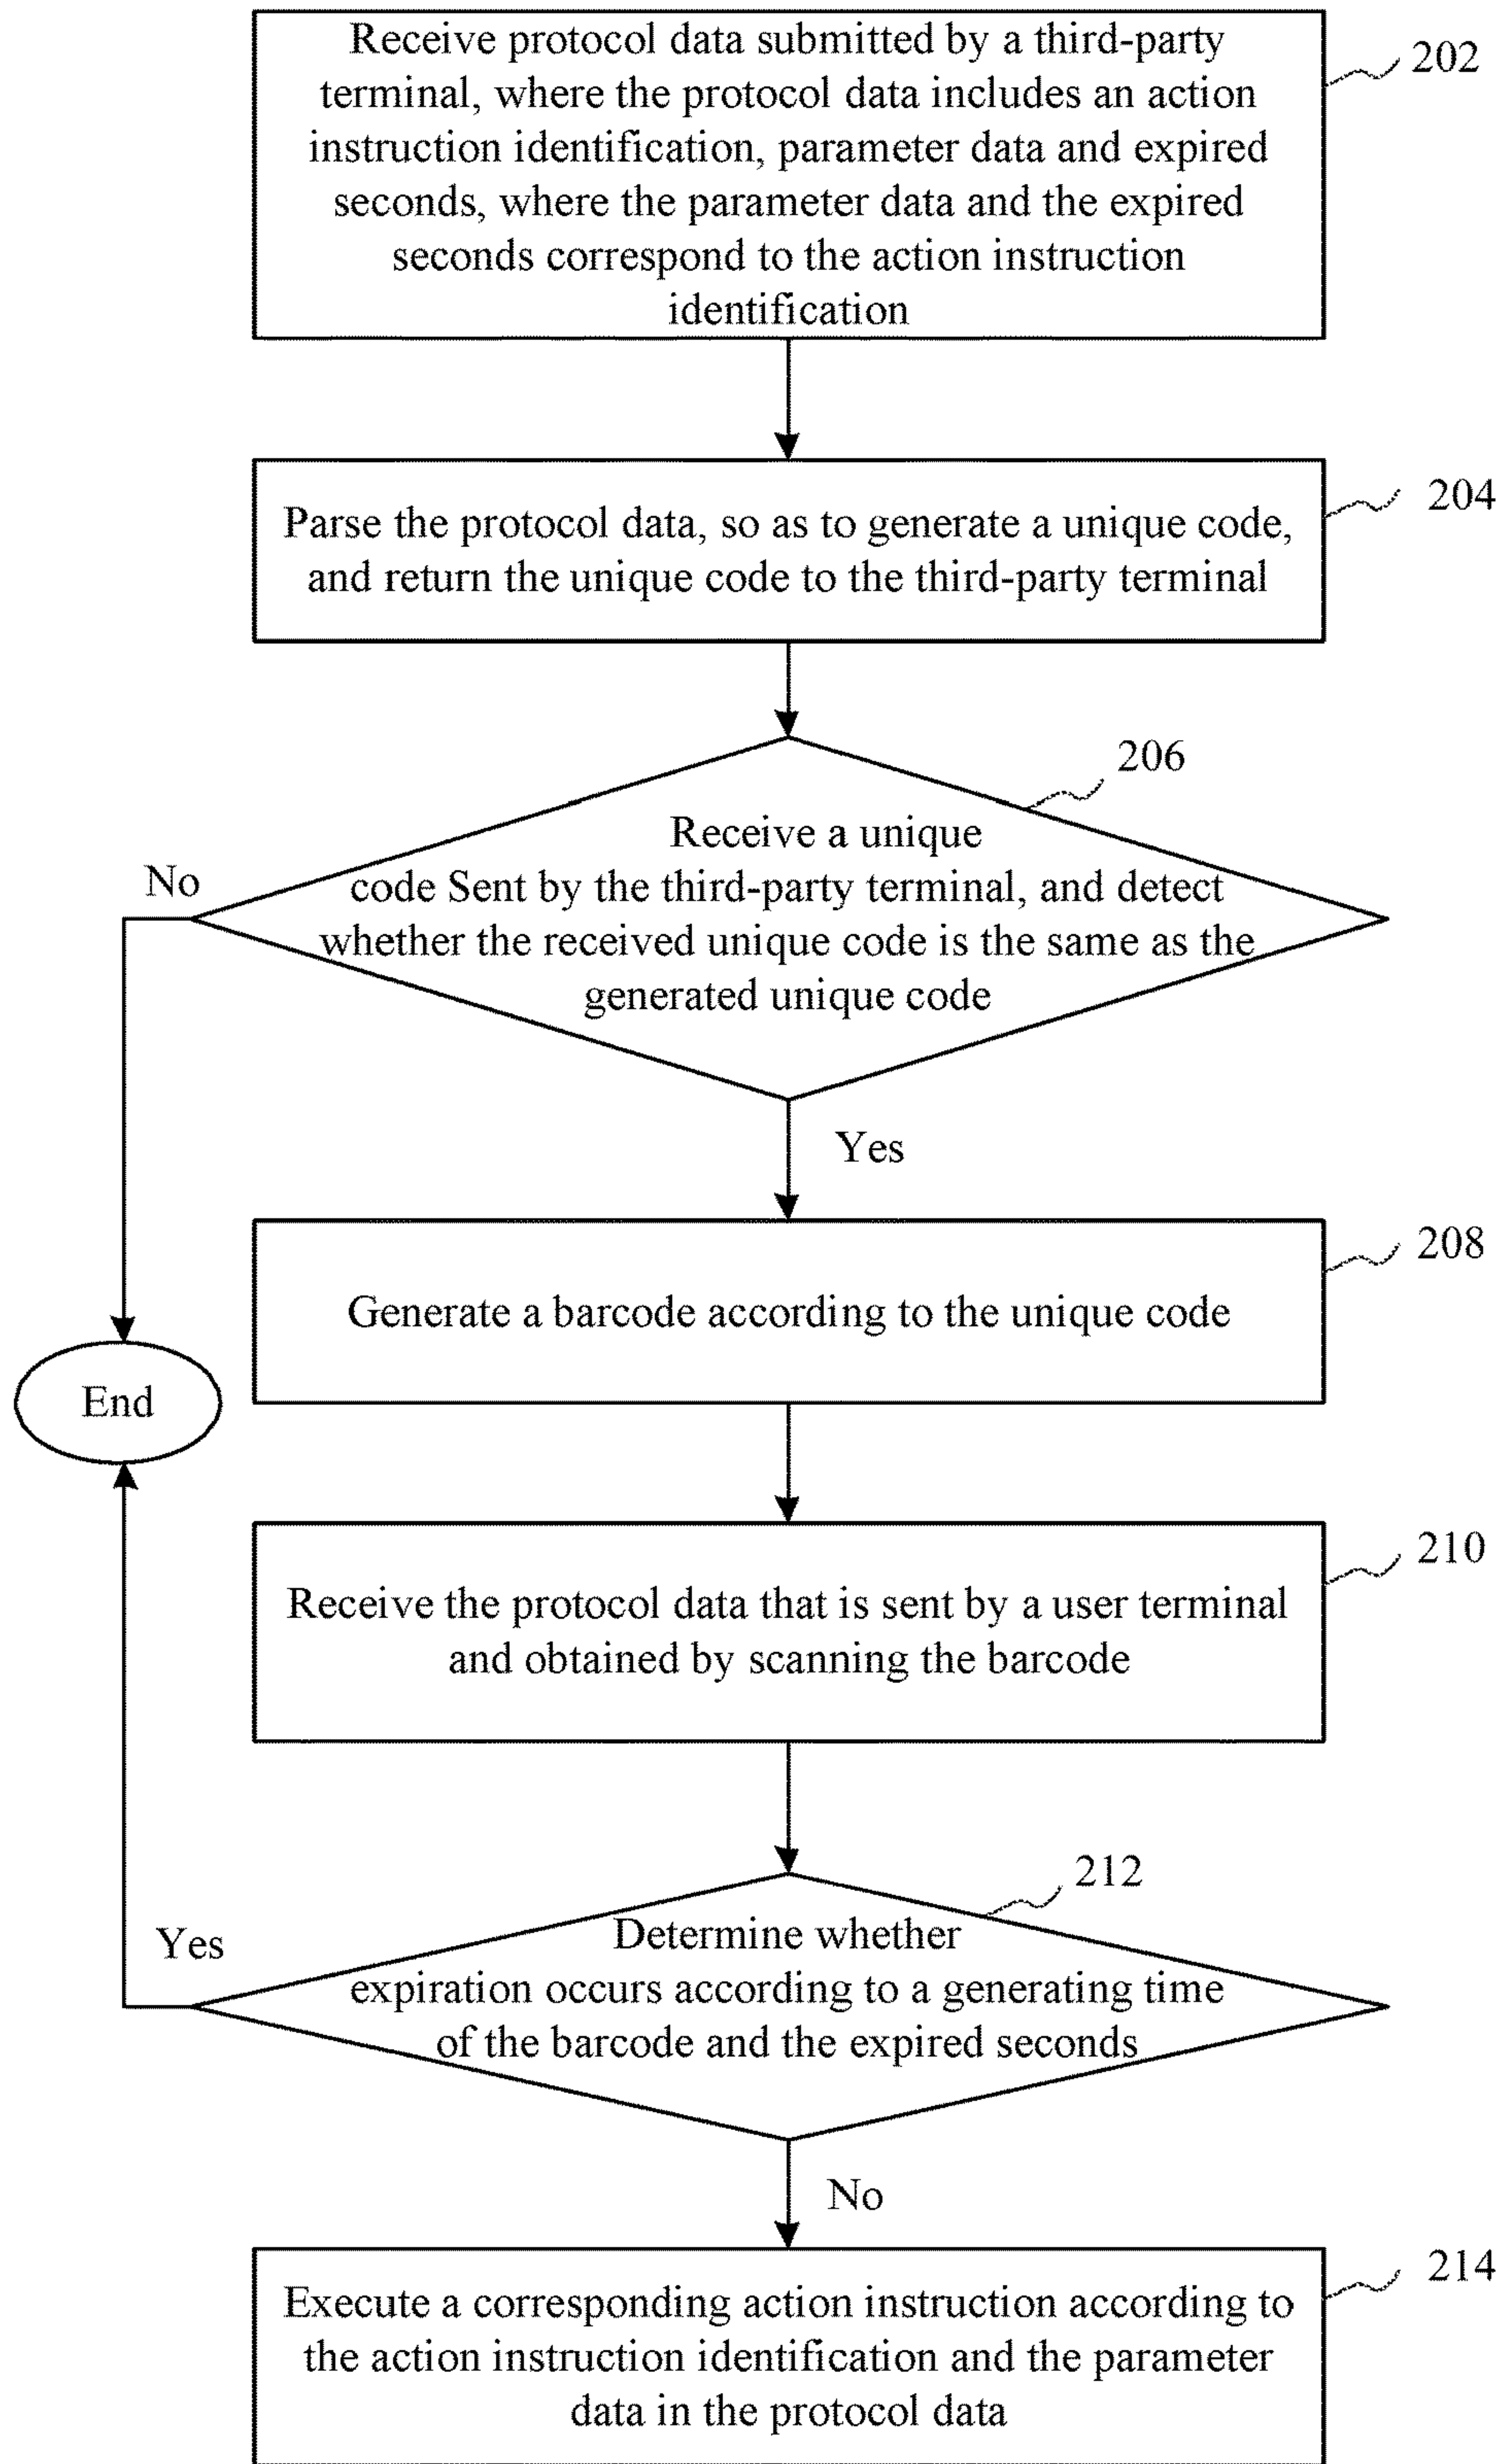 Receive protocol data submitted by a third-party
terminal, where the protocol data includes an action
instruction identification, parameter data and expired
seconds, where the parameter data and the expired
seconds correspond to the action instruction
identification
202
Parse the protocol data, so as to generate a unique code,
and return the unique code to the third-party terminal
204
206
Receive a unique
code Sent by the third-party terminal, and detect
whether the received unique code is the same as the
generated unique code
No
Yes
Generate a barcode according to the unique code
208
End
Receive the protocol data that is sent by a user terminal
and obtained by scanning the barcode
210
212
Determine whether
expiration occurs according to a generating time
of the barcode and the expired seconds
Yes
No
Execute a corresponding action instruction according to
the action instruction identification and the parameter
data in the protocol data
214